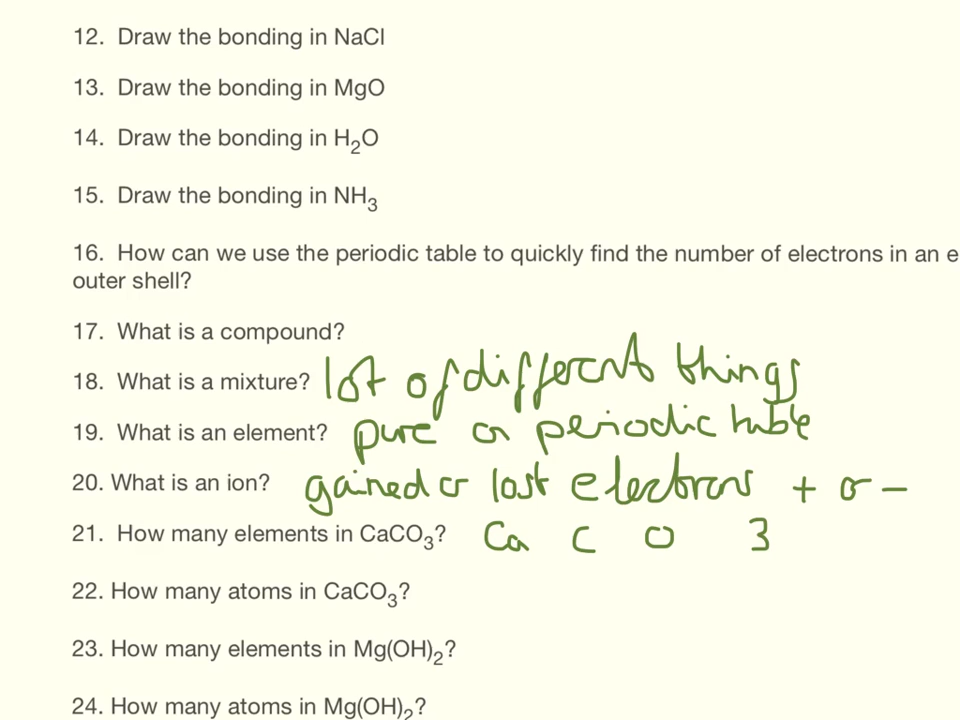 12. Draw the bonding in NaCl
13. Draw the bonding in MgO
14. Draw the bonding in H₂O
15. Draw the bonding in NH₃
16. How can we use the periodic table to quickly find the number of electrons in an e
outer shell?
17. What is a compound?
18. What is a mixture? lot of different things
19. What is an element? pure on periodic table
20. What is an ion? gained or lost electrons + or -
21. How many elements in CaCO₃? Ca C O 3
22. How many atoms in CaCO₃?
23. How many elements in Mg(OH)₂?
24. How many atoms in Mg(OH)₂?